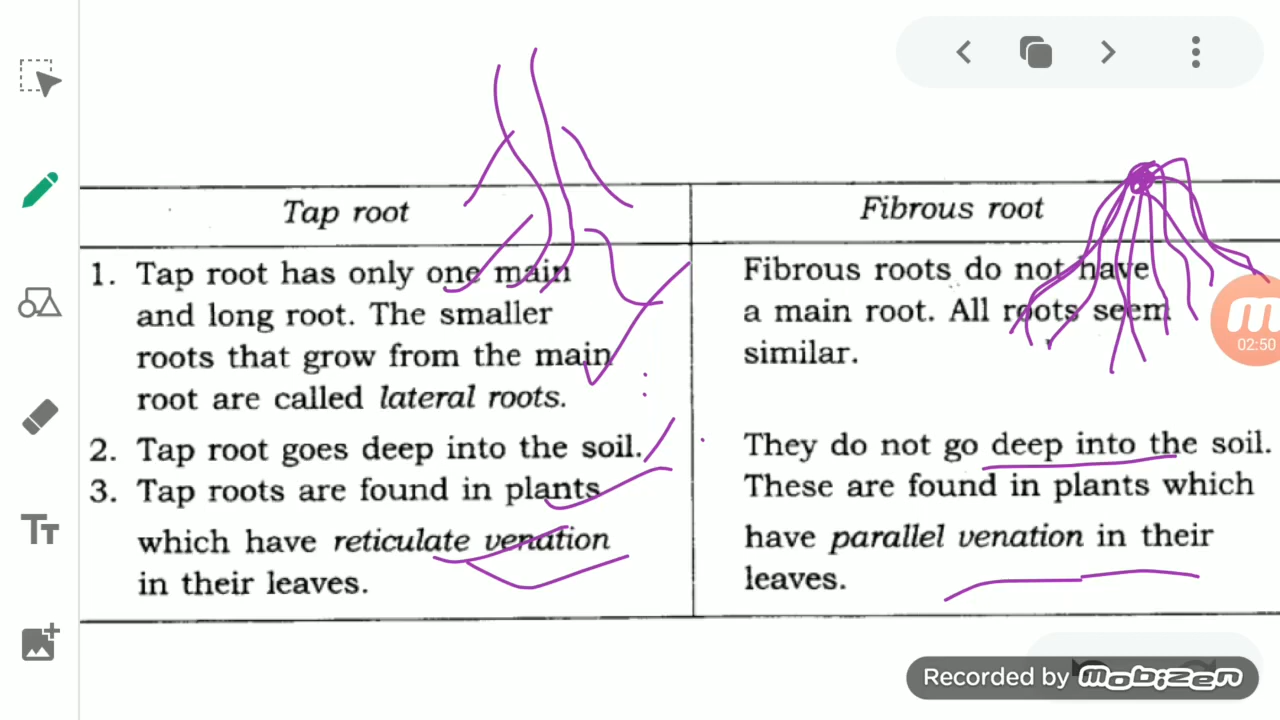 Tap root
Fibrous root
1. Tap root has only one main
and long root. The smaller
roots that grow from the main
root are called lateral roots.
2. Tap root goes deep into the soil.
3. Tap roots are found in plants
which have reticulate venation
in their leaves.
Fibrous roots do not have
a main root. All roots seem
similar.
They do not go deep into the soil.
These are found in plants which
have parallel venation in their
leaves.
02:50
Tт
Recorded by mobizen